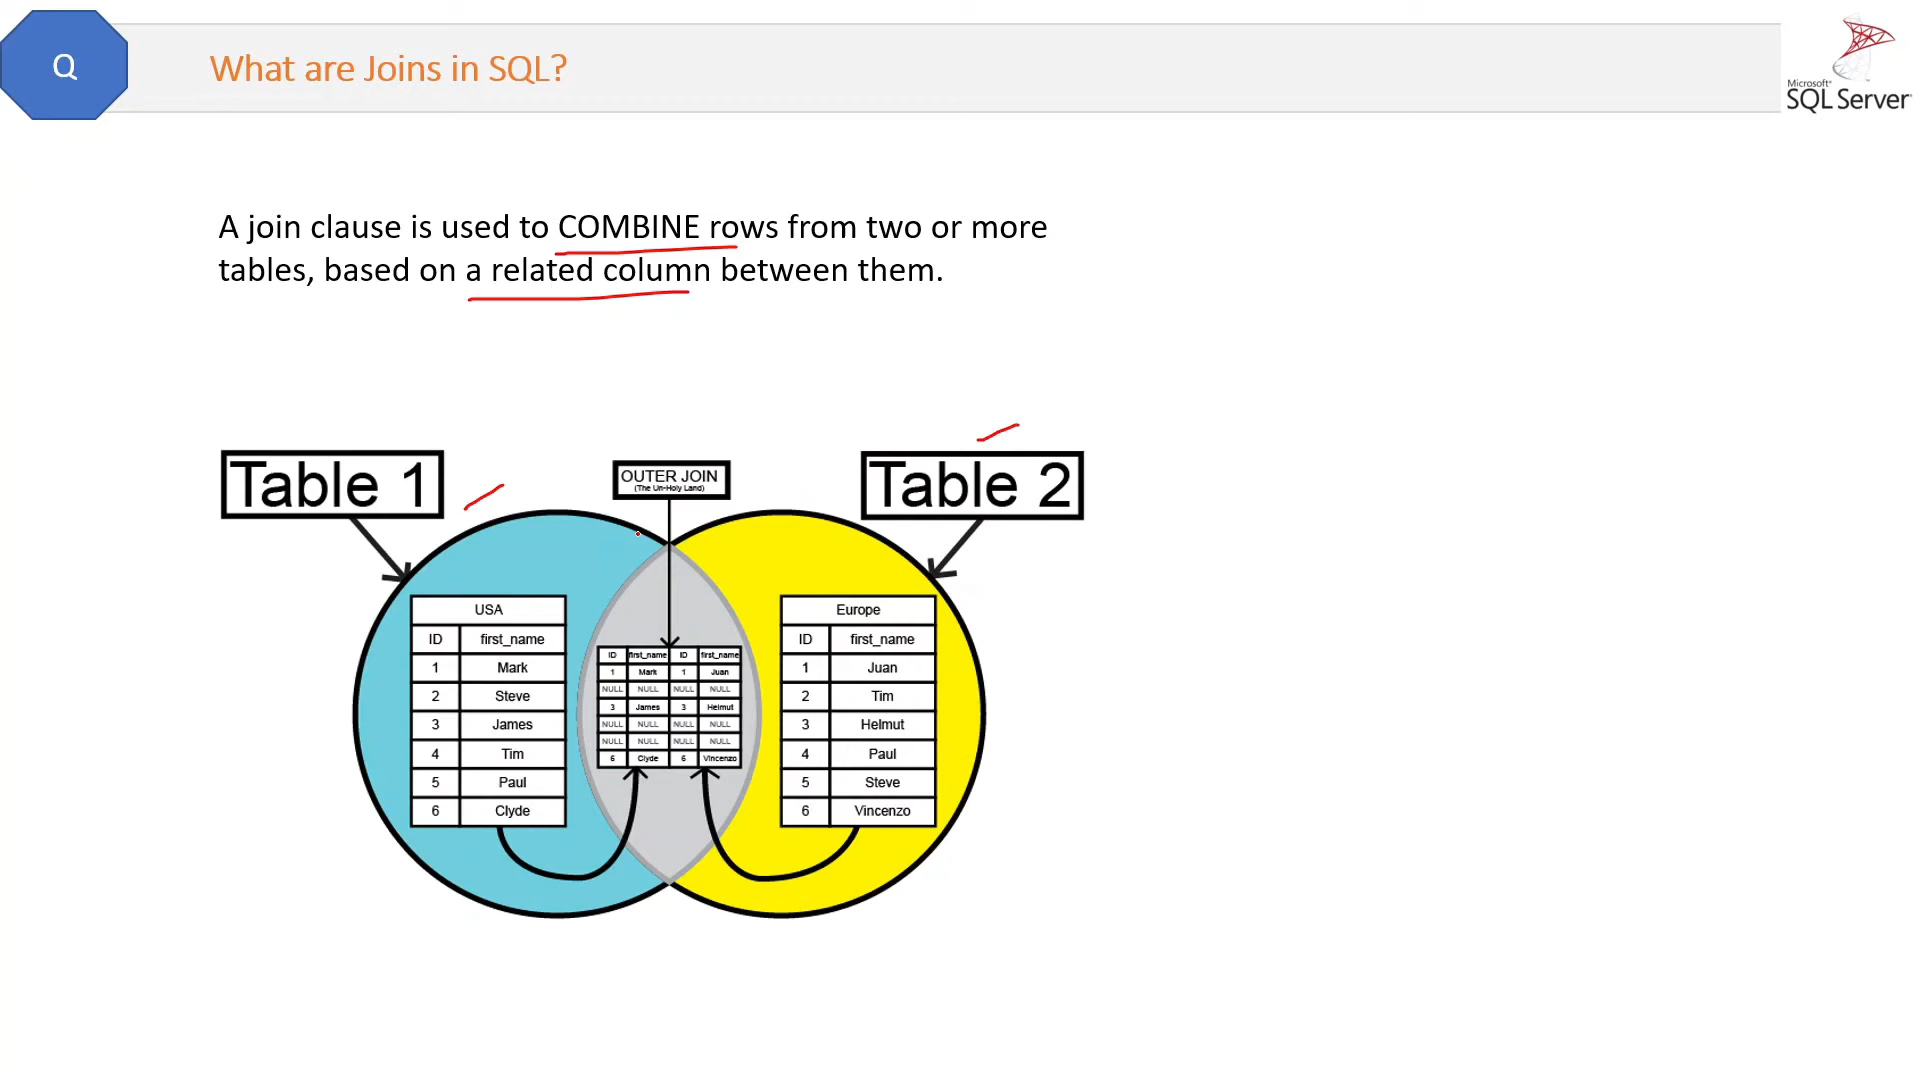 Q
What are Joins in SQL?
Microsoft®
SQL Server®
A join clause is used to COMBINE rows from two or more
tables, based on a related column between them.
Table 1
OUTER JOIN
(The Un-Holy Land)
Table 2
USA
ID first_name
1 Mark
2 Steve
3 James
4 Tim
5 Paul
6 Clyde
ID first_name ID first_name
1 Mark 1 Juan
NULL NULL NULL NULL
3 James 3 Helmut
NULL NULL NULL NULL
NULL NULL NULL NULL
6 Clyde 6 Vincenzo
Europe
ID first_name
1 Juan
2 Tim
3 Helmut
4 Paul
5 Steve
6 Vincenzo